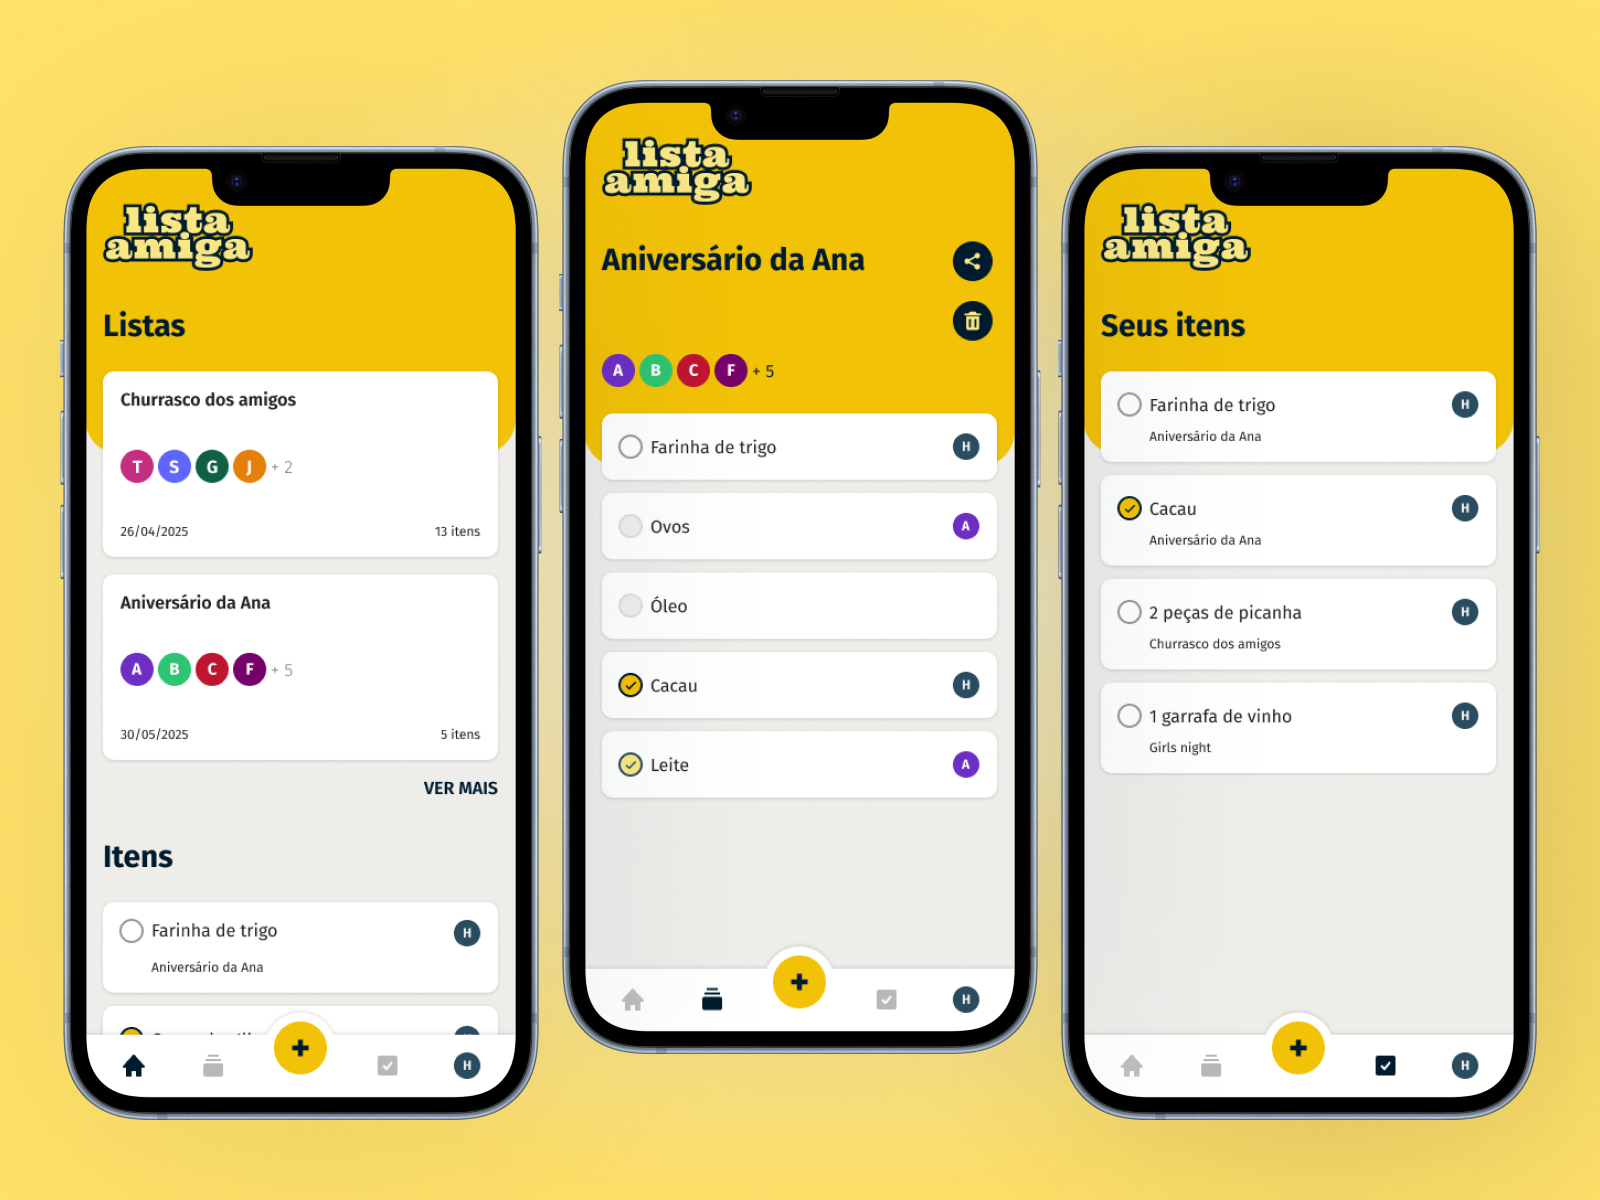 lista
amiga
Listas
Churrasco dos amigos
T S G J + 2
26/04/2025 13 itens
Aniversário da Ana
A B C F + 5
30/05/2025 5 itens
VER MAIS
Itens
Farinha de trigo H
Aniversário da Ana
H
lista
amiga
Aniversário da Ana
A B C F + 5
Farinha de trigo H
Ovos A
Óleo
Cacau H
Leite A
H
lista
amiga
Seus itens
Farinha de trigo H
Aniversário da Ana
Cacau H
Aniversário da Ana
2 peças de picanha H
Churrasco dos amigos
1 garrafa de vinho H
Girls night
H